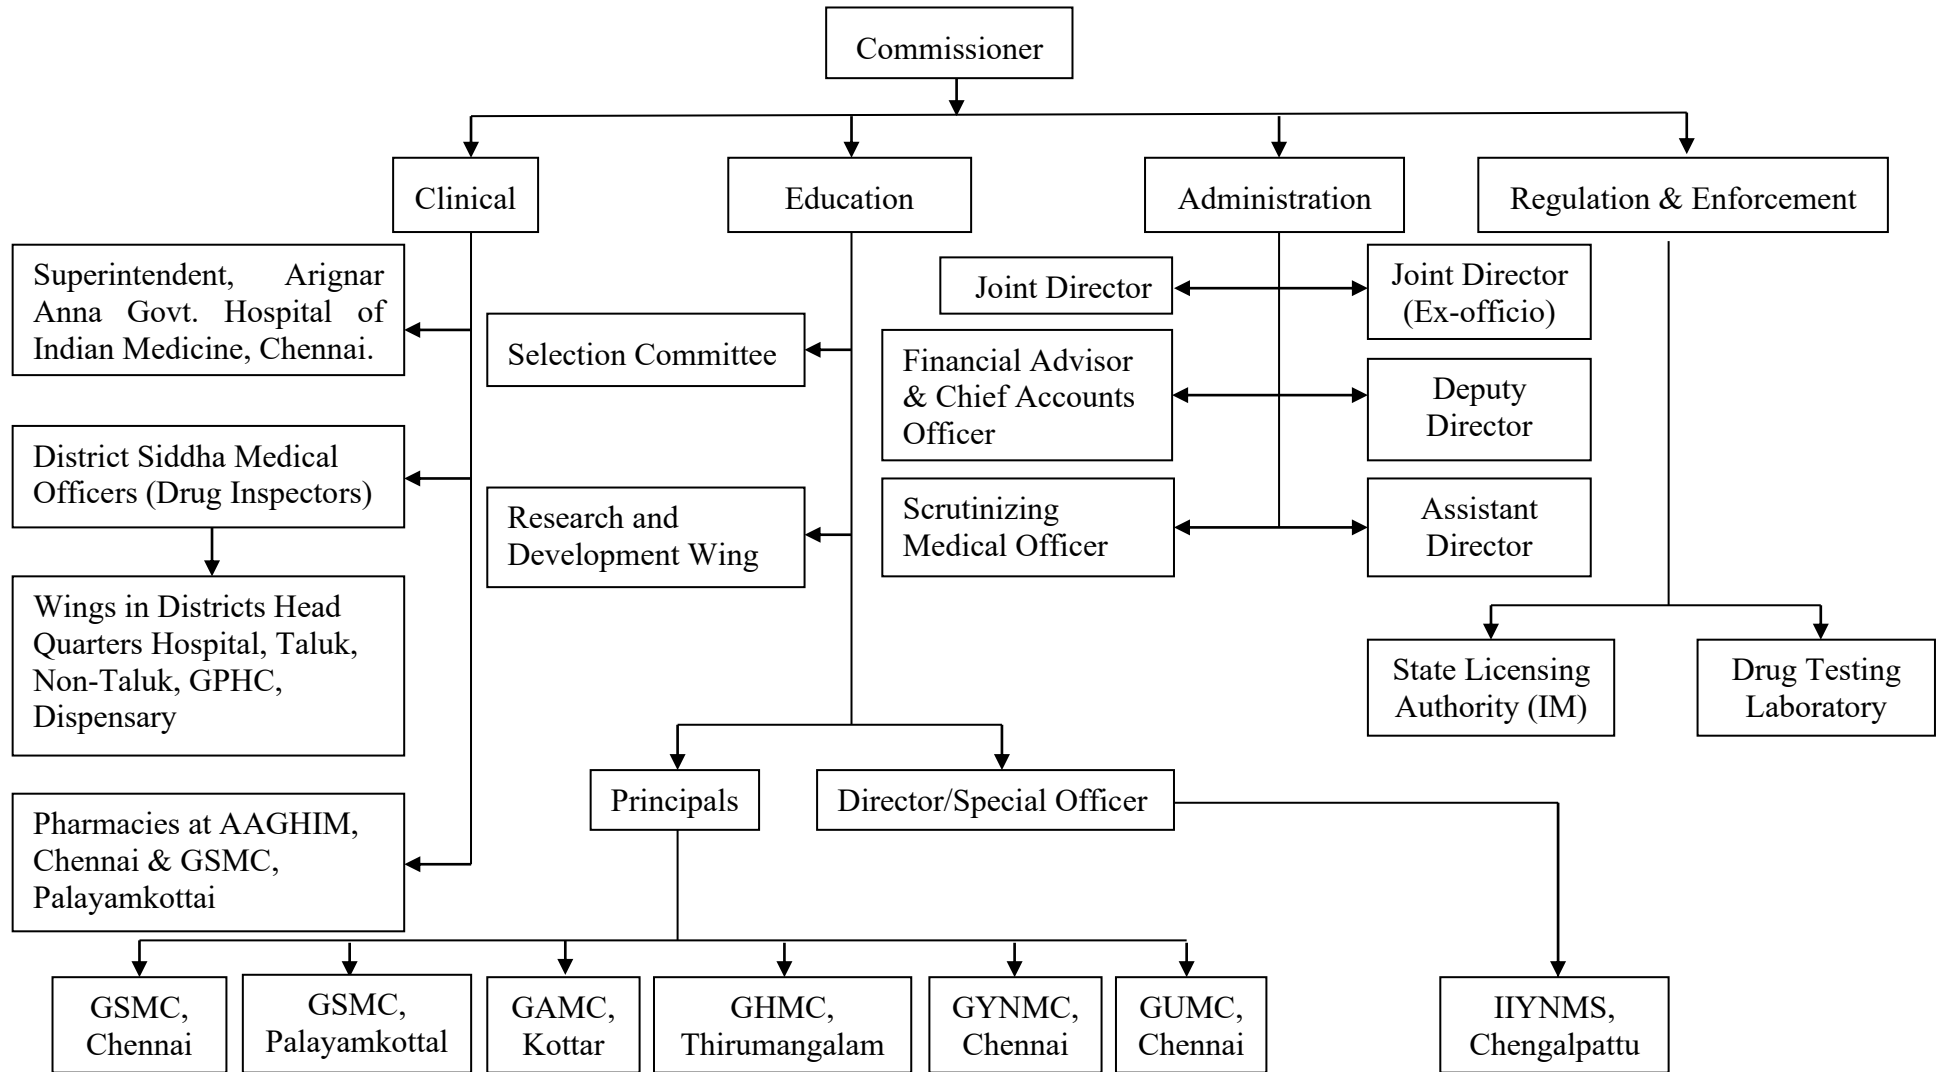 Commissioner
Clinical
Education
Administration
Regulation & Enforcement
Superintendent, Arignar
Anna Govt. Hospital of
Indian Medicine, Chennai.
District Siddha Medical
Officers (Drug Inspectors)
Wings in Districts Head
Quarters Hospital, Taluk,
Non-Taluk, GPHC,
Dispensary
Pharmacies at AAGHIM,
Chennai & GSMC,
Palayamkottai
Selection Committee
Research and
Development Wing
Joint Director
Joint Director
(Ex-officio)
Financial Advisor
& Chief Accounts
Officer
Deputy
Director
Scrutinizing
Medical Officer
Assistant
Director
State Licensing
Authority (IM)
Drug Testing
Laboratory
Principals
Director/Special Officer
GSMC,
Chennai
GSMC,
Palayamkottal
GAMC,
Kottar
GHMC,
Thirumangalam
GYNMC,
Chennai
GUMC,
Chennai
IIYNMS,
Chengalpattu